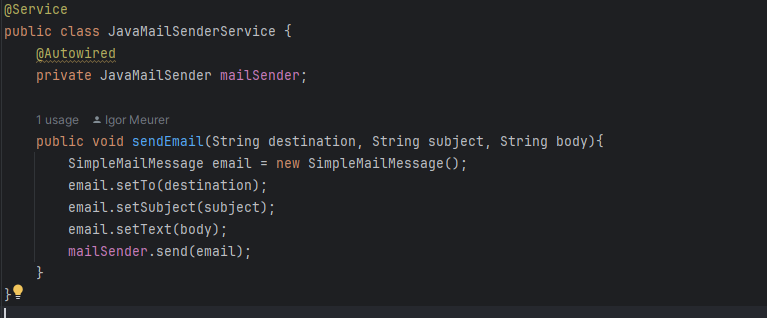 @Service
public class JavaMailSenderService {
    @Autowired
    private JavaMailSender mailSender;
    1 usage   Igor Meurer
    public void sendEmail(String destination, String subject, String body){
        SimpleMailMessage email = new SimpleMailMessage();
        email.setTo(destination);
        email.setSubject(subject);
        email.setText(body);
        mailSender.send(email);
    }
}